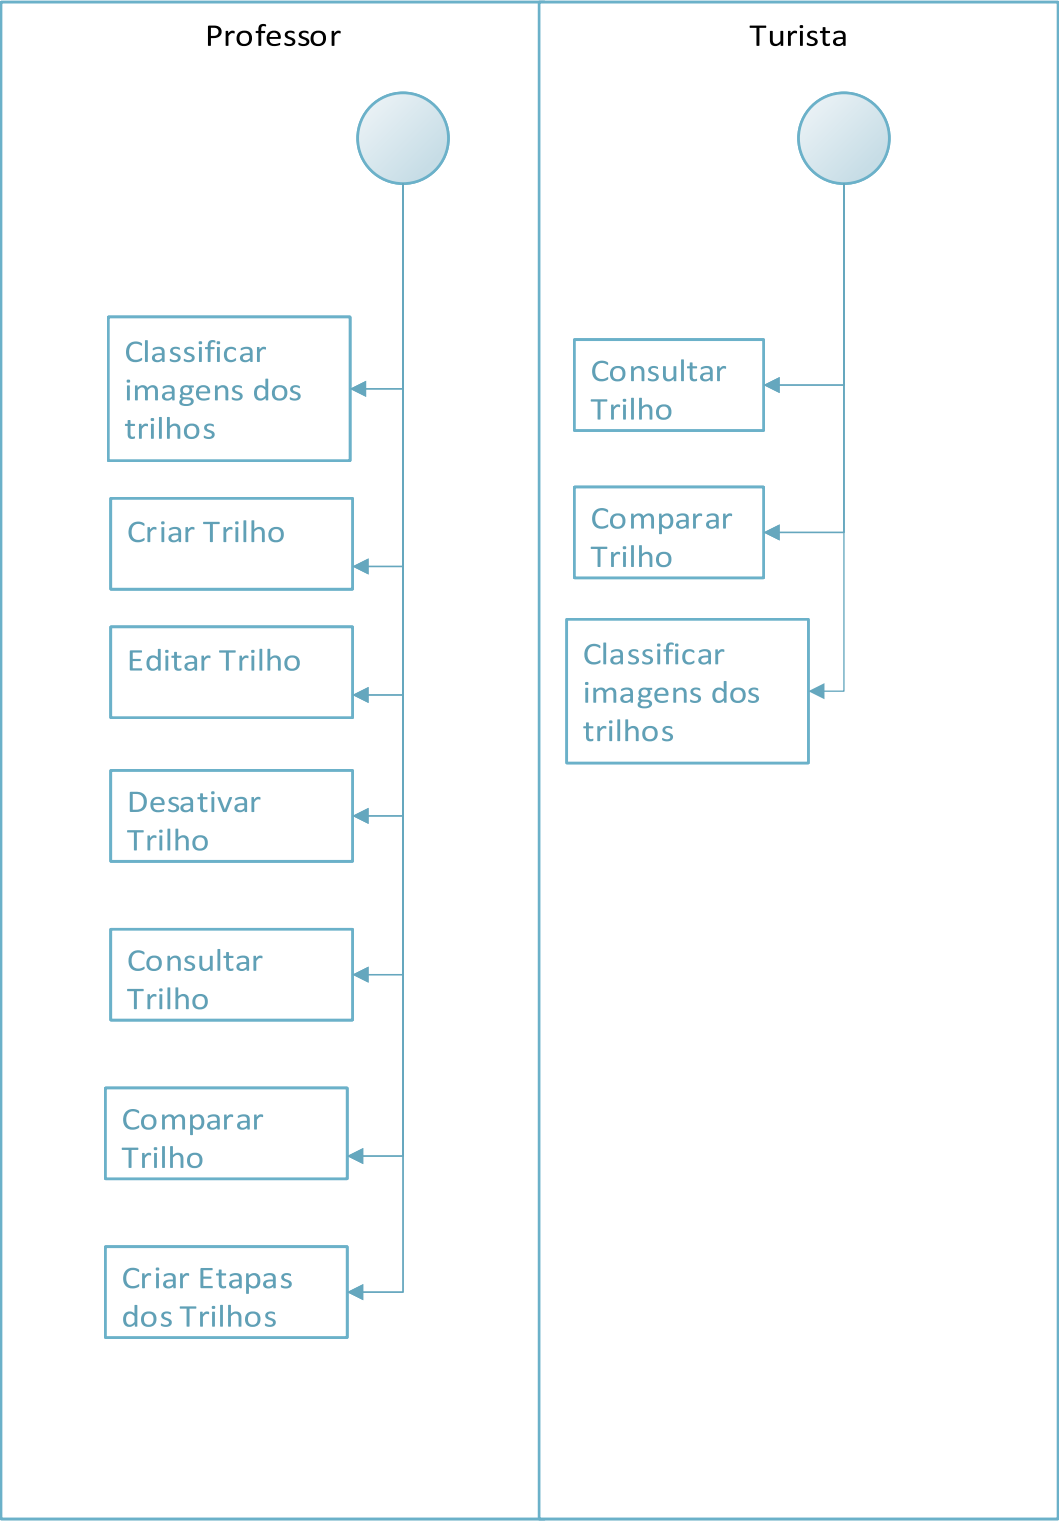 Professor
Classificar
imagens dos
trilhos
Criar Trilho
Editar Trilho
Desativar
Trilho
Consultar
Trilho
Comparar
Trilho
Criar Etapas
dos Trilhos
Turista
Consultar
Trilho
Comparar
Trilho
Classificar
imagens dos
trilhos